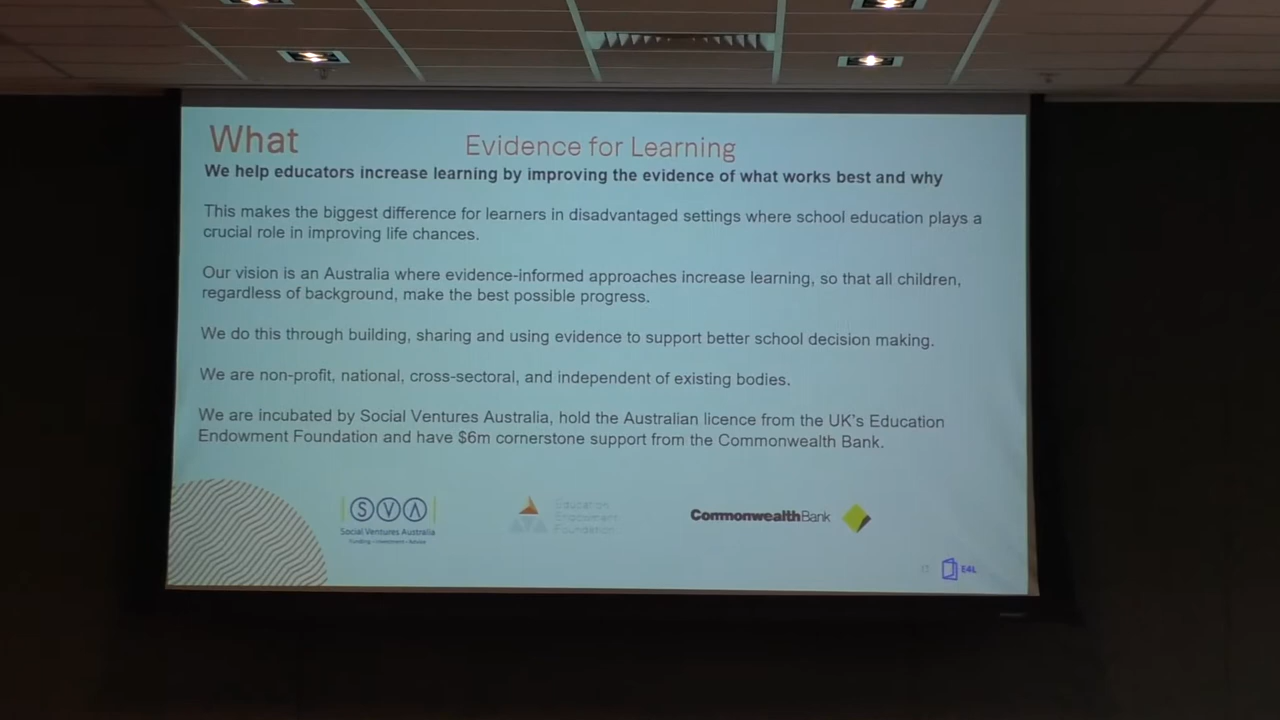 What
Evidence for Learning
We help educators increase learning by improving the evidence of what works best and why
This makes the biggest difference for learners in disadvantaged settings where school education plays a
crucial role in improving life chances.
Our vision is an Australia where evidence-informed approaches increase learning, so that all children,
regardless of background, make the best possible progress.
We do this through building, sharing and using evidence to support better school decision making.
We are non-profit, national, cross-sectoral, and independent of existing bodies.
We are incubated by Social Ventures Australia, hold the Australian licence from the UK's Education
Endowment Foundation and have $6m cornerstone support from the Commonwealth Bank.
SVA
Social Ventures Australia
Funding • Investment • Advice
Education
Endowment
Foundation
CommonwealthBank
E4L